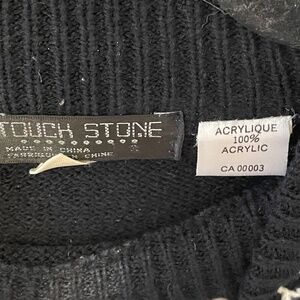 TOUCH STONE
MADE IN CHINA
FABRIQUÉ EN CHINE
ACRYLIQUE
100%
ACRYLIC
CA 00003